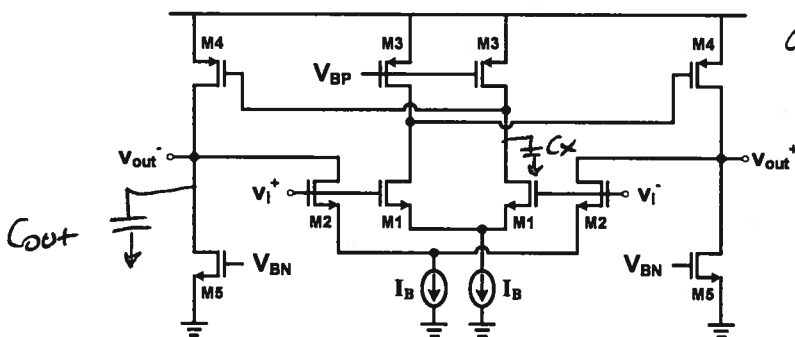 M4 M3 M3 M4
V_BP
C
v_out^- Cx v_out^+
v_i^+ v_i^-
M2 M1 M1 M2
Cout
V_BN I_B I_B V_BN
M5 M5